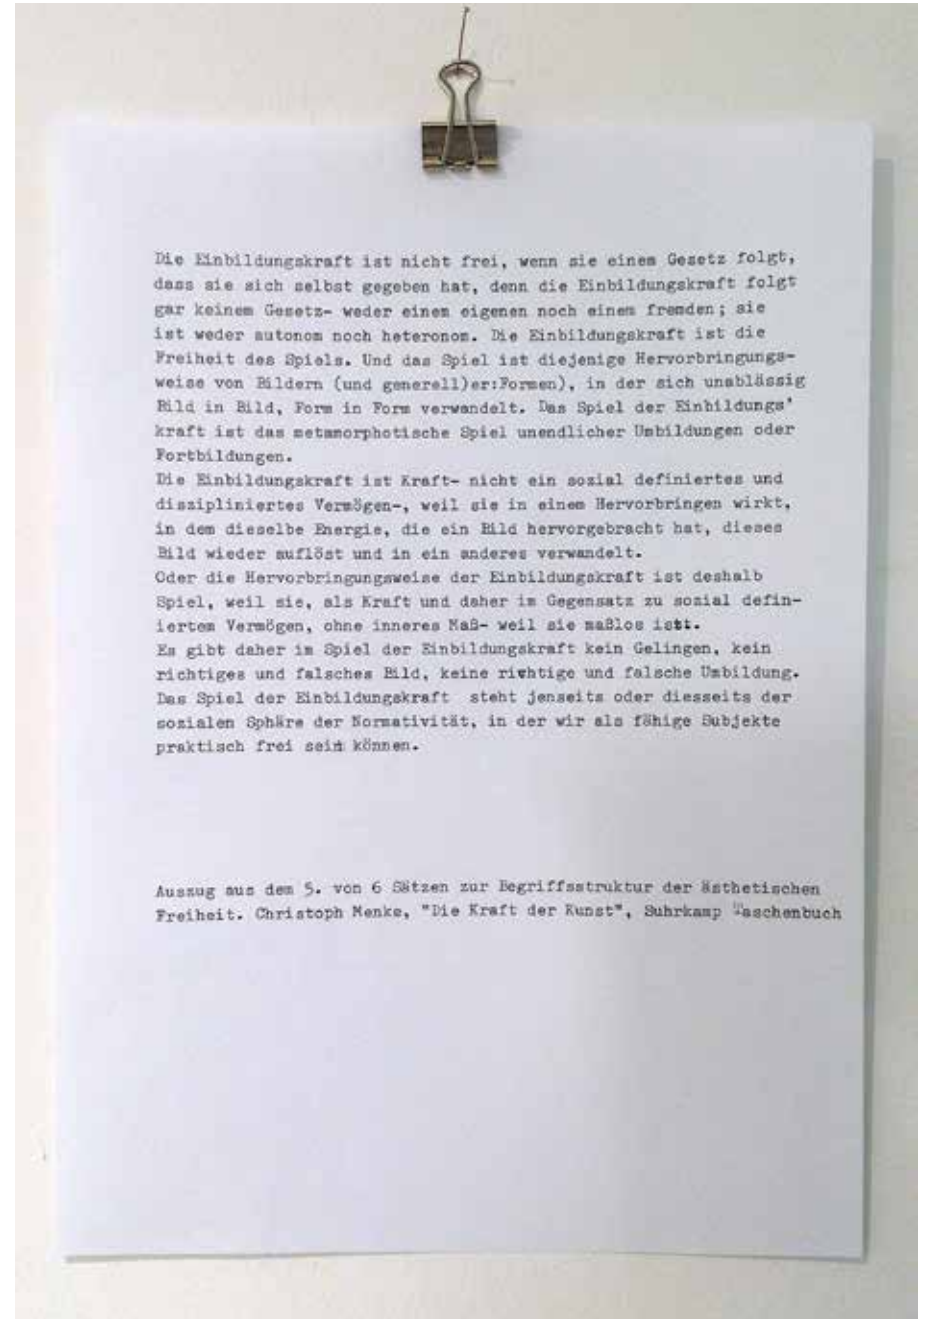 Die Einbildungskraft ist nicht frei, wenn sie einem Gesetz folgt,
dass sie sich selbst gegeben hat, denn die Einbildungskraft folgt
gar keinem Gesetz- weder einem eigenen noch einem fremden; sie
ist weder autonom noch heteronom. Die Einbildungskraft ist die
Freiheit des Spiels. Und das Spiel ist diejenige Hervorbringungs-
weise von Bildern (und generell)er:Formen), in der sich unablässig
Bild in Bild, Form in Form verwandelt. Das Spiel der Einbildungs'
kraft ist das metamorphotische Spiel unendlicher Umbildungen oder
Fortbildungen.
Die Einbildungskraft ist Kraft- nicht ein sozial definiertes und
diszipliniertes Vermögen-, weil sie in einem Hervorbringen wirkt,
in dem dieselbe Energie, die ein Bild hervorgebracht hat, dieses
Bild wieder auflöst und in ein anderes verwandelt.
Oder die Hervorbringungsweise der Einbildungskraft ist deshalb
Spiel, weil sie, als Kraft und daher im Gegensatz zu sozial defin-
iertem Vermögen, ohne inneres Maß- weil sie maßlos istt.
Es gibt daher im Spiel der Einbildungskraft kein Gelingen, kein
richtiges und falsches Bild, keine richtige und falsche Umbildung.
Das Spiel der Einbildungskraft steht jenseits oder diesseits der
sozialen Sphäre der Normativität, in der wir als fähige Subjekte
praktisch frei sein können.
Auszug aus dem 5. von 6 Sätzen zur Begriffsstruktur der ästhetischen
Freiheit. Christoph Menke, "Die Kraft der Kunst", Suhrkamp Taschenbuch